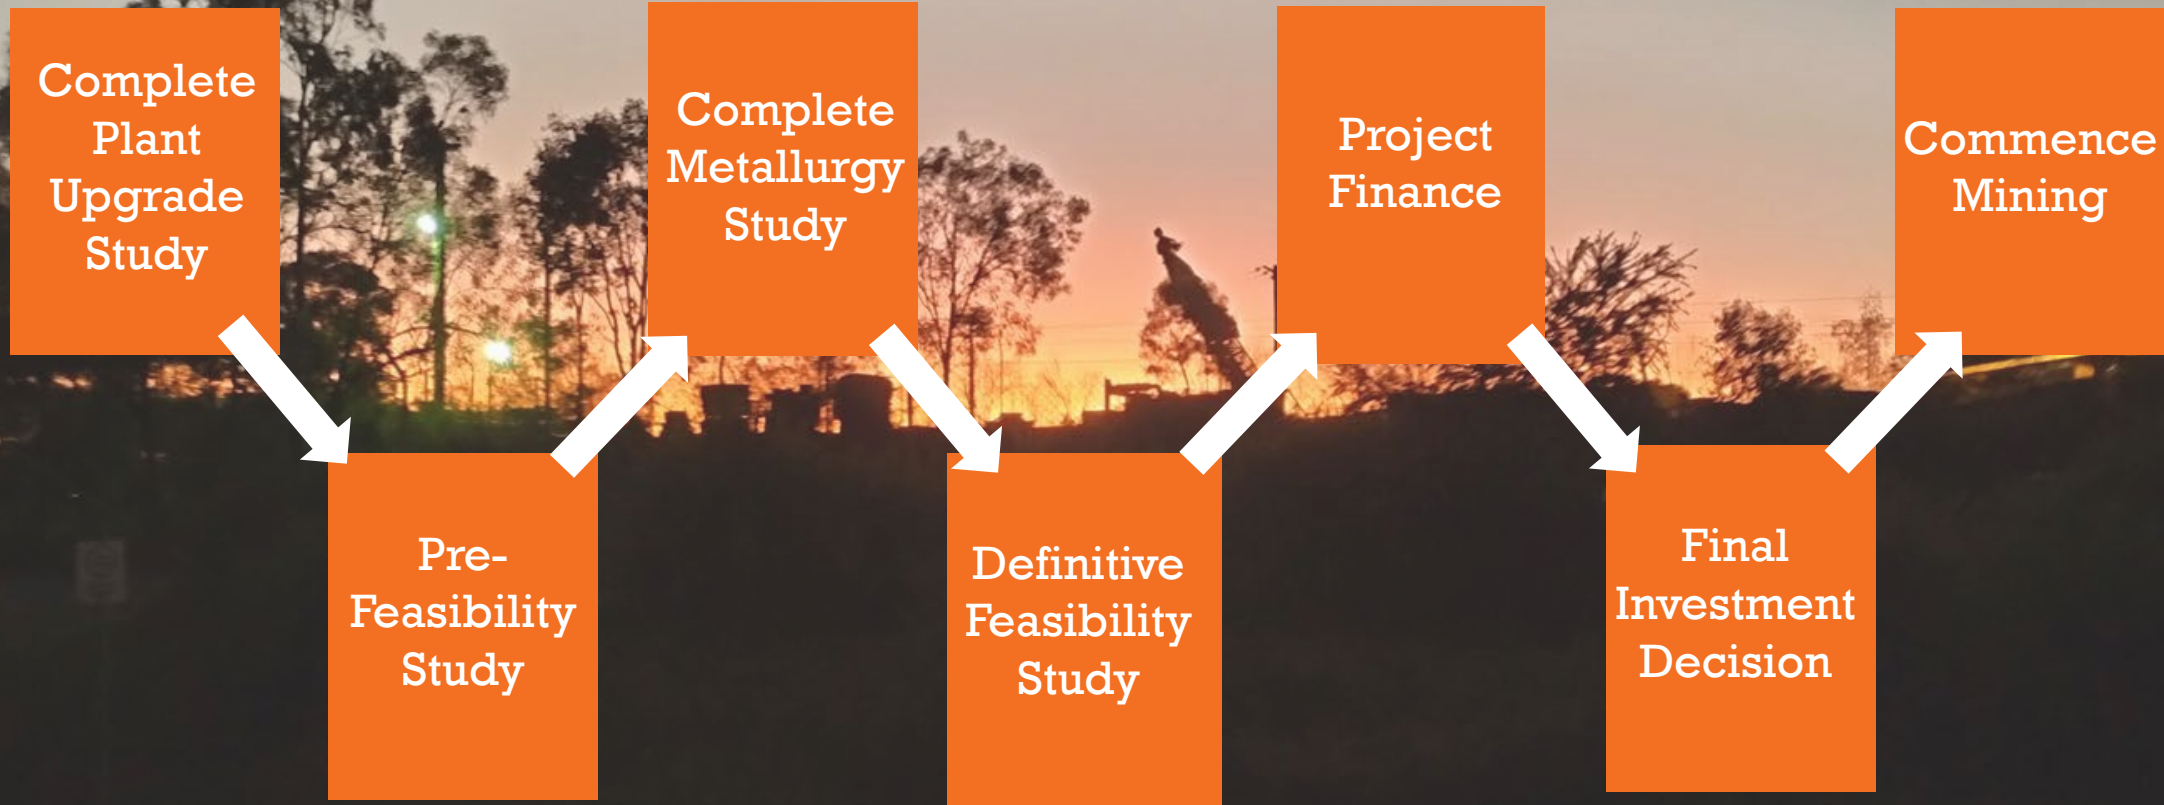 Complete
Plant
Upgrade
Study
Pre-
Feasibility
Study
Complete
Metallurgy
Study
Definitive
Feasibility
Study
Project
Finance
Final
Investment
Decision
Commence
Mining